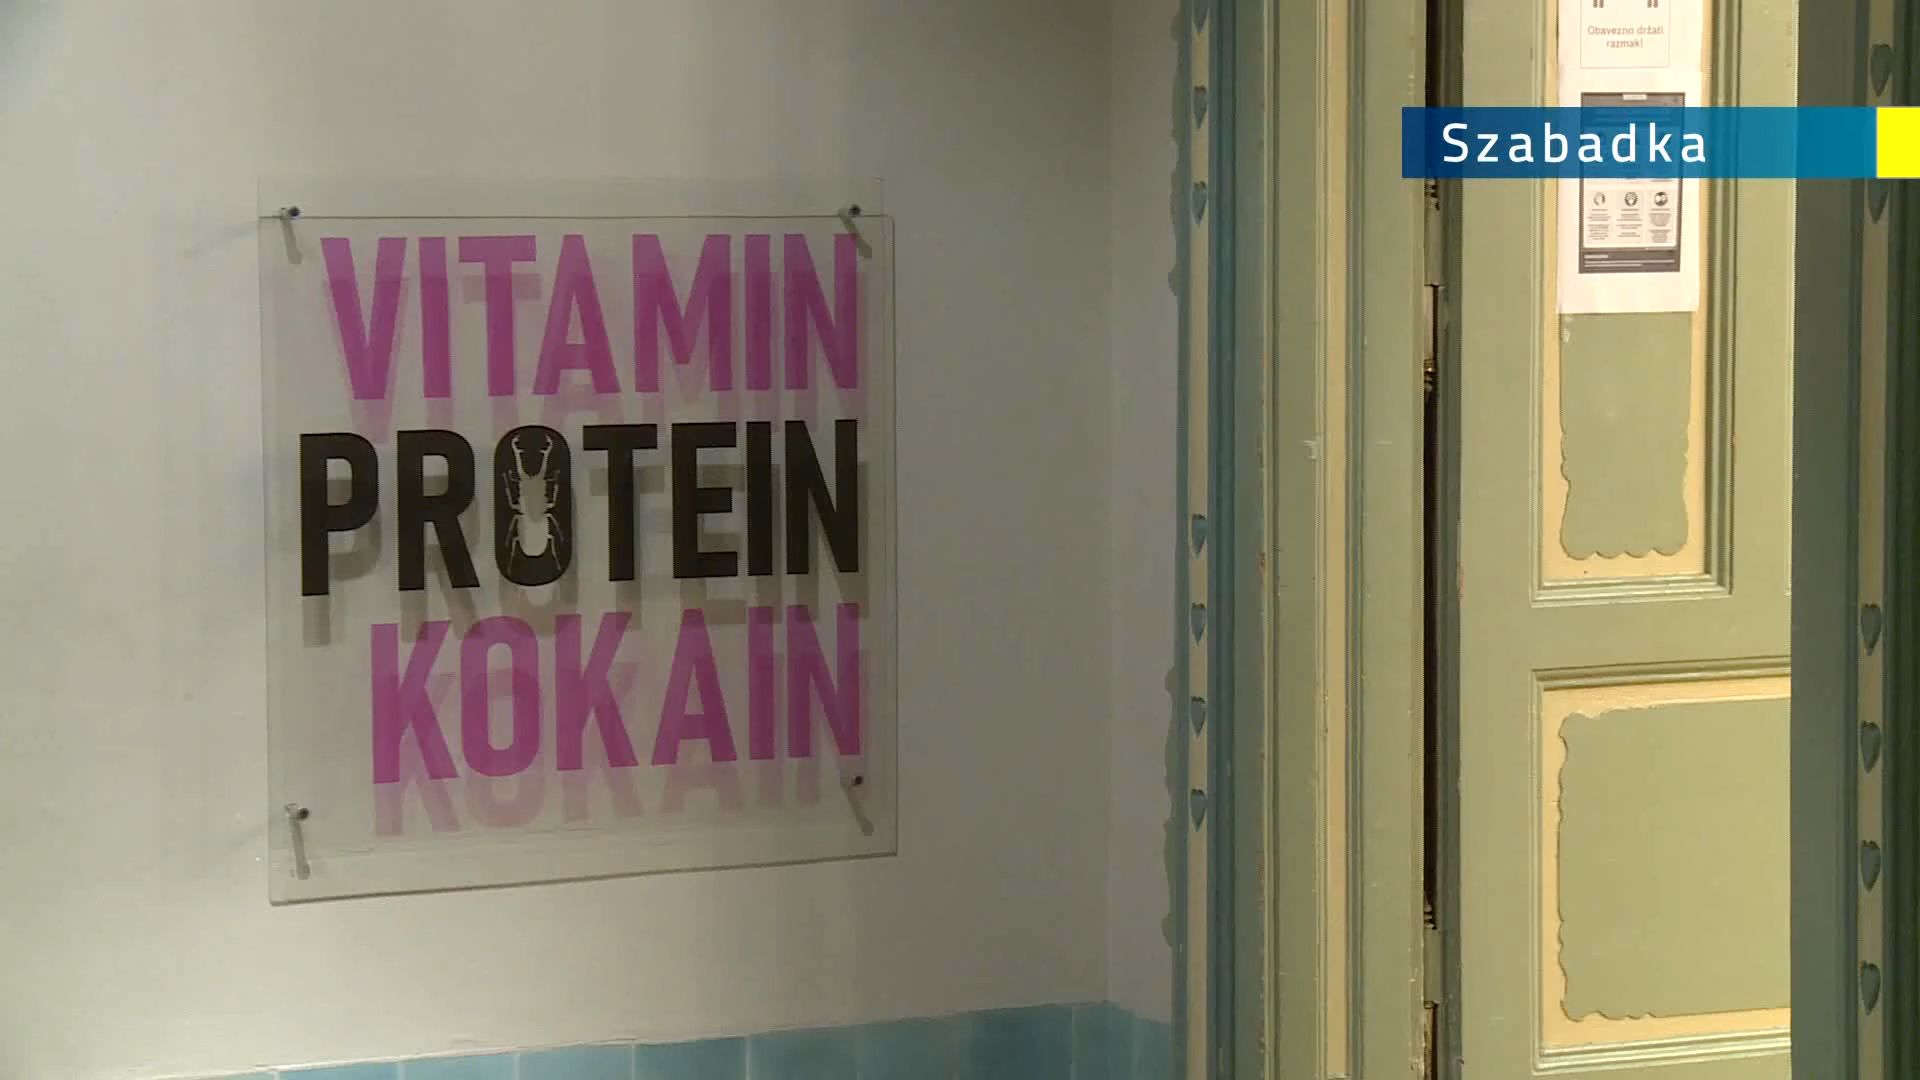 Obavezno držati
razmak!
Szabadka
VITAMIN
PROTEIN
KOKAIN